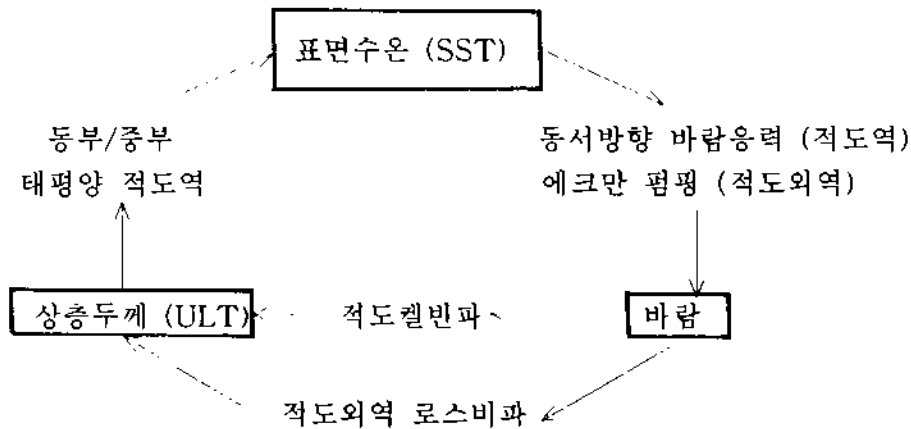 표면수온 (SST)
동부/중부
태평양 적도역
동서방향 바람응력 (적도역)
에크만 펌핑 (적도외역)
상층두께 (ULT)
적도켈반파
바람
적도외역 로스비파